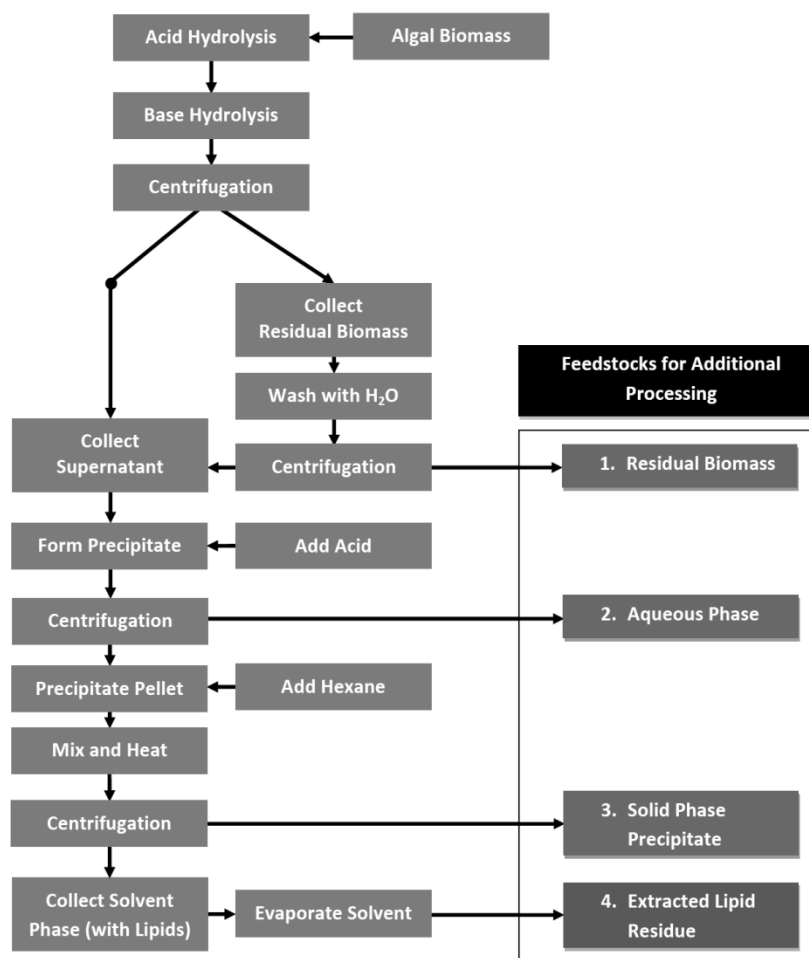 Acid Hydrolysis
Algal Biomass
Base Hydrolysis
Centrifugation
Collect
Residual Biomass
Wash with H₂O
Feedstocks for Additional
Processing
Collect
Supernatant
Centrifugation
1. Residual Biomass
Form Precipitate
Add Acid
Centrifugation
2. Aqueous Phase
Precipitate Pellet
Add Hexane
Mix and Heat
Centrifugation
3. Solid Phase
Precipitate
Collect Solvent
Phase (with Lipids)
Evaporate Solvent
4. Extracted Lipid
Residue